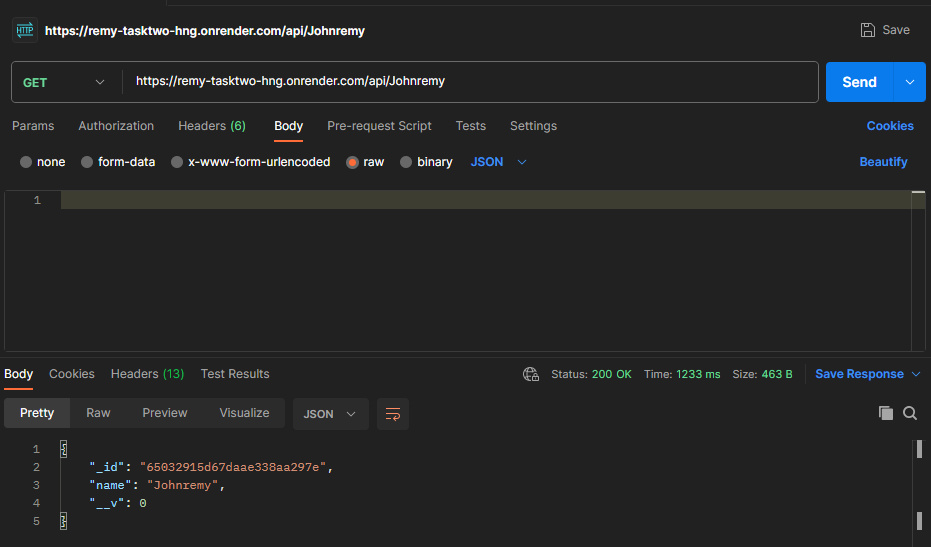 HTTP https://remy-tasktwo-hng.onrender.com/api/Johnremy Save
GET https://remy-tasktwo-hng.onrender.com/api/Johnremy Send
Params Authorization Headers (6) Body Pre-request Script Tests Settings Cookies
none form-data x-www-form-urlencoded raw binary JSON Beautify
1
Body Cookies Headers (13) Test Results Status: 200 OK Time: 1233 ms Size: 463 B Save Response
Pretty Raw Preview Visualize JSON
1 {
2 "_id": "65032915d67daae338aa297e",
3 "name": "Johnremy",
4 "__v": 0
5 }